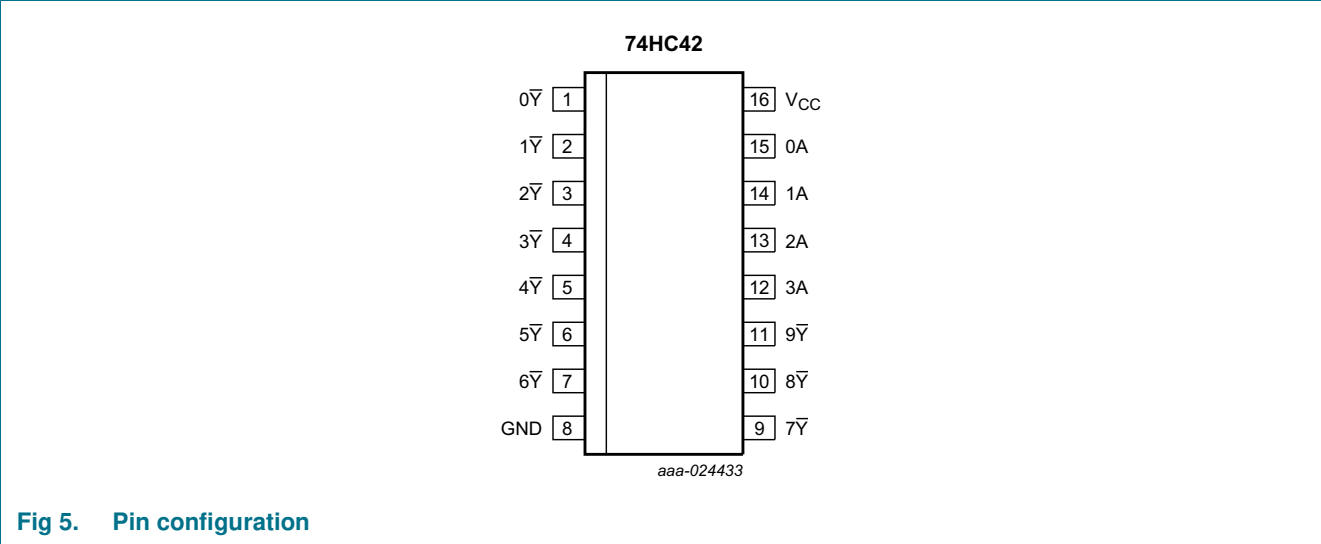 74HC42
0Y̅ 1 16 VCC
1Y̅ 2 15 0A
2Y̅ 3 14 1A
3Y̅ 4 13 2A
4Y̅ 5 12 3A
5Y̅ 6 11 9Y̅
6Y̅ 7 10 8Y̅
GND 8 9 7Y̅
aaa-024433
Fig 5. Pin configuration